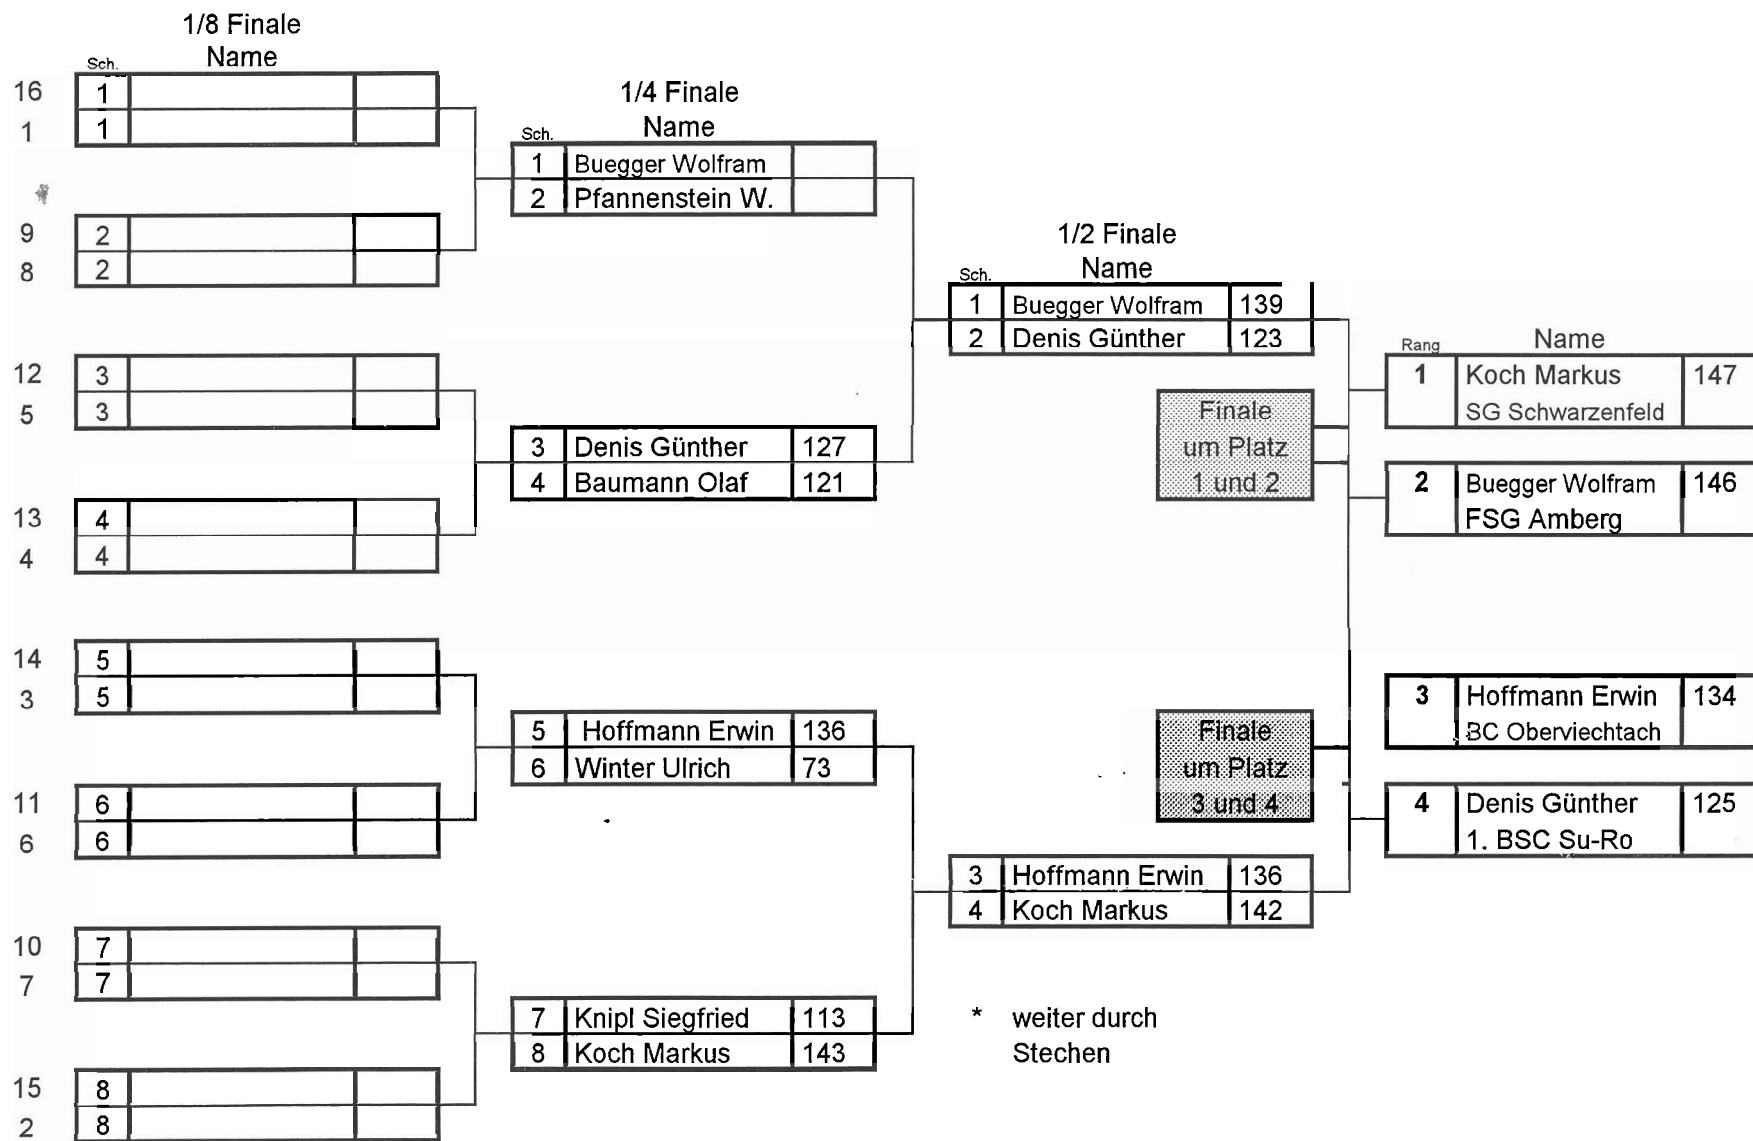 1/8 Finale
Name
Sch.
16 1
1 1
9 2
8 2
12 3
5 3
13 4
4 4
14 5
3 5
11 6
6 6
10 7
7 7
15 8
2 8
1/4 Finale
Name
Sch.
1 Buegger Wolfram
2 Pfannenstein W.
3 Denis Günther 127
4 Baumann Olaf 121
5 Hoffmann Erwin 136
6 Winter Ulrich 73
7 Knipl Siegfried 113
8 Koch Markus 143
1/2 Finale
Name
Sch.
1 Buegger Wolfram 139
2 Denis Günther 123
Finale
um Platz
1 und 2
Finale
um Platz
3 und 4
3 Hoffmann Erwin 136
4 Koch Markus 142
* weiter durch
Stechen
Name
Rang
1 Koch Markus 147
SG Schwarzenfeld
2 Buegger Wolfram 146
FSG Amberg
3 Hoffmann Erwin 134
BC Oberviechtach
4 Denis Günther 125
1. BSC Su-Ro